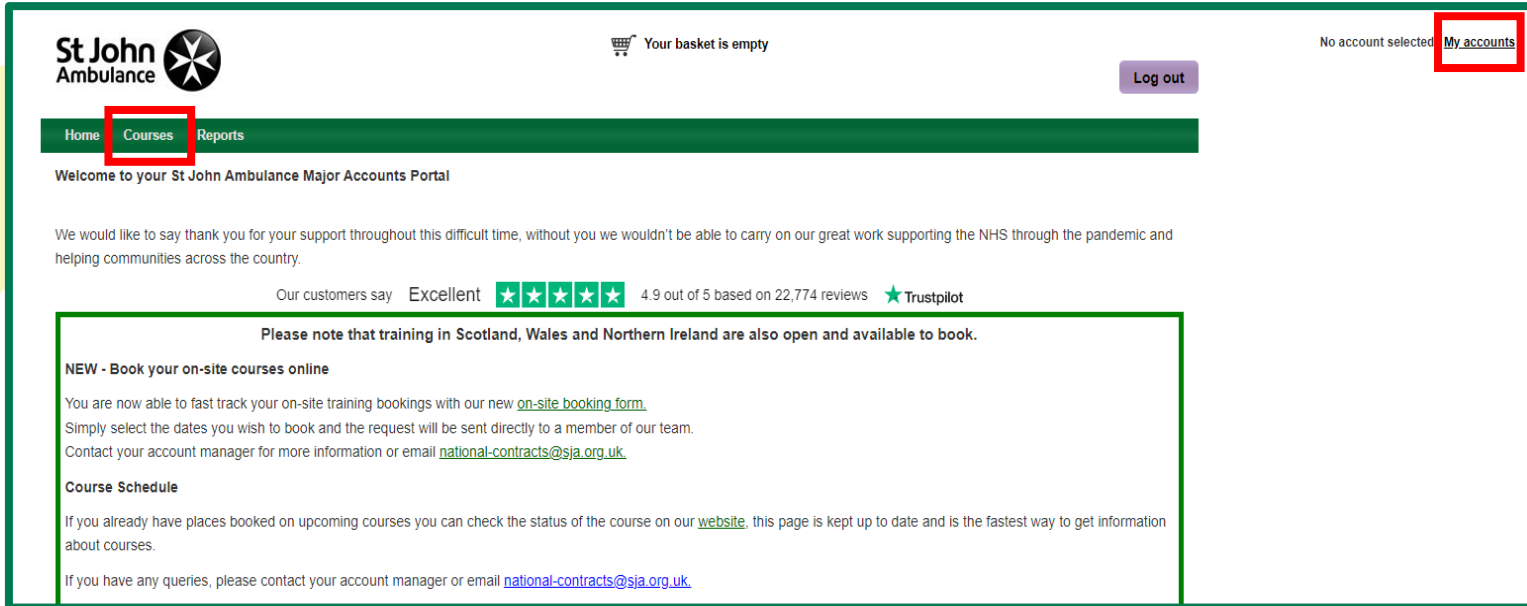 St John
Ambulance
Your basket is empty
No account selected My accounts
Log out
Home Courses Reports
Welcome to your St John Ambulance Major Accounts Portal
We would like to say thank you for your support throughout this difficult time, without you we wouldn't be able to carry on our great work supporting the NHS through the pandemic and
helping communities across the country.
Our customers say Excellent 4.9 out of 5 based on 22,774 reviews Trustpilot
Please note that training in Scotland, Wales and Northern Ireland are also open and available to book.
NEW - Book your on-site courses online
You are now able to fast track your on-site training bookings with our new on-site booking form.
Simply select the dates you wish to book and the request will be sent directly to a member of our team.
Contact your account manager for more information or email national-contracts@sja.org.uk.
Course Schedule
If you already have places booked on upcoming courses you can check the status of the course on our website, this page is kept up to date and is the fastest way to get information
about courses.
If you have any queries, please contact your account manager or email national-contracts@sja.org.uk.